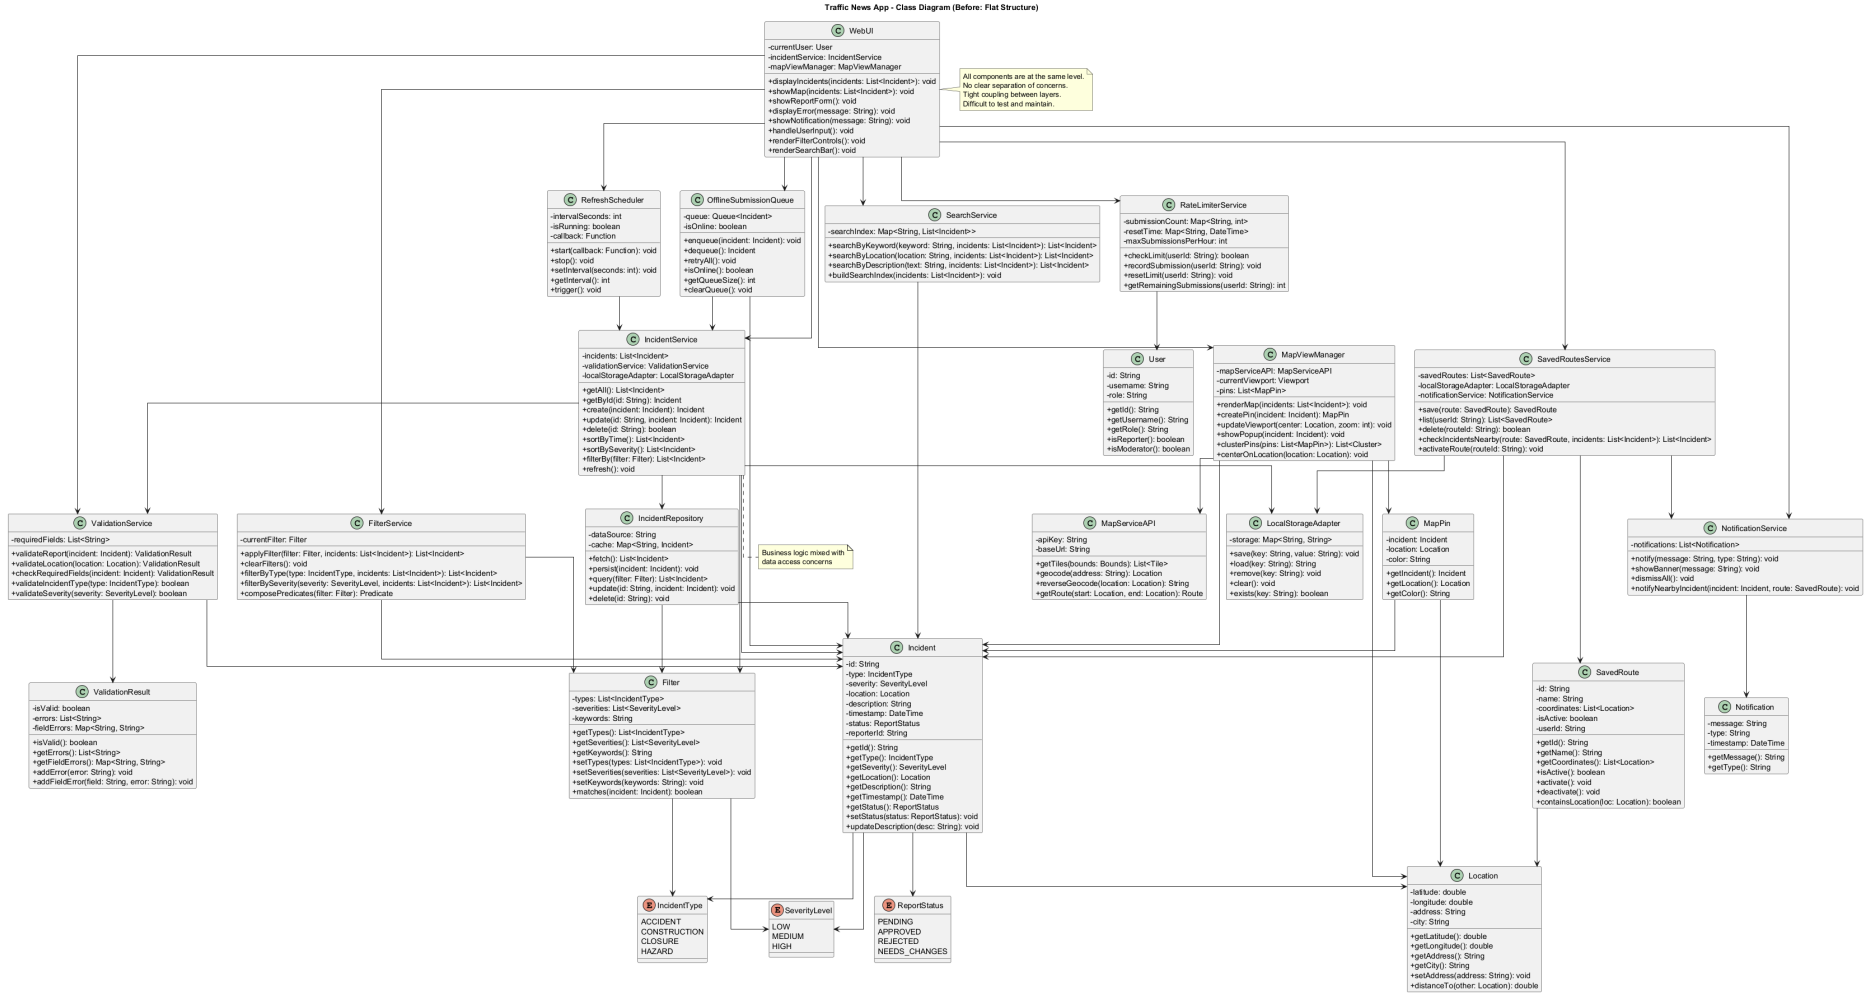 Traffic News App - Class Diagram (Before: Flat Structure)
C WebUI
-currentUser: User
-incidentService: IncidentService
-mapViewManager: MapViewManager
+displayIncidents(incidents: List<Incident>): void
+showMap(incidents: List<Incident>): void
+showReportForm(): void
+displayError(message: String): void
+showNotification(message: String): void
+handleUserInput(): void
+renderFilterControls(): void
+renderSearchBar(): void
All components are at the same level.
No clear separation of concerns.
Tight coupling between layers.
Difficult to test and maintain.
C RefreshScheduler
-intervalSeconds: int
-isRunning: boolean
-callback: Function
+start(callback: Function): void
+stop(): void
+setInterval(seconds: int): void
+getInterval(): int
+trigger(): void
C OfflineSubmissionQueue
-queue: Queue<Incident>
-isOnline: boolean
+enqueue(incident: Incident): void
+dequeue(): Incident
+retryAll(): void
+isOnline(): boolean
+getQueueSize(): int
+clearQueue(): void
C SearchService
-searchIndex: Map<String, List<Incident>>
+searchByKeyword(keyword: String, incidents: List<Incident>): List<Incident>
+searchByLocation(location: String, incidents: List<Incident>): List<Incident>
+searchByDescription(text: String, incidents: List<Incident>): List<Incident>
+buildSearchIndex(incidents: List<Incident>): void
C RateLimiterService
-submissionCount: Map<String, int>
-resetTime: Map<String, DateTime>
-maxSubmissionsPerHour: int
+checkLimit(userId: String): boolean
+recordSubmission(userId: String): void
+resetLimit(userId: String): void
+getRemainingSubmissions(userId: String): int
C IncidentService
-incidents: List<Incident>
-validationService: ValidationService
-localStorageAdapter: LocalStorageAdapter
+getAll(): List<Incident>
+getById(id: String): Incident
+create(incident: Incident): Incident
+update(id: String, incident: Incident): Incident
+delete(id: String): boolean
+sortByTime(): List<Incident>
+sortBySeverity(): List<Incident>
+filterBy(filter: Filter): List<Incident>
+refresh(): void
C User
-id: String
-username: String
-role: String
+getId(): String
+getUsername(): String
+getRole(): String
+isReporter(): boolean
+isModerator(): boolean
C MapViewManager
-mapServiceAPI: MapServiceAPI
-currentViewport: Viewport
-pins: List<MapPin>
+renderMap(incidents: List<Incident>): void
+createPin(incident: Incident): MapPin
+updateViewport(center: Location, zoom: int): void
+showPopup(incident: Incident): void
+clusterPins(pins: List<MapPin>): List<Cluster>
+centerOnLocation(location: Location): void
C SavedRoutesService
-savedRoutes: List<SavedRoute>
-localStorageAdapter: LocalStorageAdapter
-notificationService: NotificationService
+save(route: SavedRoute): SavedRoute
+list(userId: String): List<SavedRoute>
+delete(routeId: String): boolean
+checkIncidentsNearby(route: SavedRoute, incidents: List<Incident>): List<Incident>
+activateRoute(routeId: String): void
C ValidationService
-requiredFields: List<String>
+validateReport(incident: Incident): ValidationResult
+validateLocation(location: Location): ValidationResult
+checkRequiredFields(incident: Incident): ValidationResult
+validateIncidentType(type: IncidentType): boolean
+validateSeverity(severity: SeverityLevel): boolean
C FilterService
-currentFilter: Filter
+applyFilter(filter: Filter, incidents: List<Incident>): List<Incident>
+clearFilters(): void
+filterByType(type: IncidentType, incidents: List<Incident>): List<Incident>
+filterBySeverity(severity: SeverityLevel, incidents: List<Incident>): List<Incident>
+composePredicates(filter: Filter): Predicate
C IncidentRepository
-dataSource: String
-cache: Map<String, Incident>
+fetch(): List<Incident>
+persist(incident: Incident): void
+query(filter: Filter): List<Incident>
+update(id: String, incident: Incident): void
+delete(id: String): void
Business logic mixed with
data access concerns
C MapServiceAPI
-apiKey: String
-baseUrl: String
+getTiles(bounds: Bounds): List<Tile>
+geocode(address: String): Location
+reverseGeocode(location: Location): String
+getRoute(start: Location, end: Location): Route
C LocalStorageAdapter
-storage: Map<String, String>
+save(key: String, value: String): void
+load(key: String): String
+remove(key: String): void
+clear(): void
+exists(key: String): boolean
C MapPin
-incident: Incident
-location: Location
-color: String
+getIncident(): Incident
+getLocation(): Location
+getColor(): String
C NotificationService
-notifications: List<Notification>
+notify(message: String, type: String): void
+showBanner(message: String): void
+dismissAll(): void
+notifyNearbyIncident(incident: Incident, route: SavedRoute): void
C ValidationResult
-isValid: boolean
-errors: List<String>
-fieldErrors: Map<String, String>
+isValid(): boolean
+getErrors(): List<String>
+getFieldErrors(): Map<String, String>
+addError(error: String): void
+addFieldError(field: String, error: String): void
C Filter
-types: List<IncidentType>
-severities: List<SeverityLevel>
-keywords: String
+getTypes(): List<IncidentType>
+getSeverities(): List<SeverityLevel>
+getKeywords(): String
+setTypes(types: List<IncidentType>): void
+setSeverities(severities: List<SeverityLevel>): void
+setKeywords(keywords: String): void
+matches(incident: Incident): boolean
C Incident
-id: String
-type: IncidentType
-severity: SeverityLevel
-location: Location
-description: String
-timestamp: DateTime
-status: ReportStatus
-reporterId: String
+getId(): String
+getType(): IncidentType
+getSeverity(): SeverityLevel
+getLocation(): Location
+getDescription(): String
+getTimestamp(): DateTime
+getStatus(): ReportStatus
+setStatus(status: ReportStatus): void
+updateDescription(desc: String): void
C SavedRoute
-id: String
-name: String
-coordinates: List<Location>
-isActive: boolean
-userId: String
+getId(): String
+getName(): String
+getCoordinates(): List<Location>
+isActive(): boolean
+activate(): void
+deactivate(): void
+containsLocation(loc: Location): boolean
C Notification
-message: String
-type: String
-timestamp: DateTime
+getMessage(): String
+getType(): String
E IncidentType
ACCIDENT
CONSTRUCTION
CLOSURE
HAZARD
E SeverityLevel
LOW
MEDIUM
HIGH
E ReportStatus
PENDING
APPROVED
REJECTED
NEEDS_CHANGES
C Location
-latitude: double
-longitude: double
-address: String
-city: String
+getLatitude(): double
+getLongitude(): double
+getAddress(): String
+getCity(): String
+setAddress(address: String): void
+distanceTo(other: Location): double